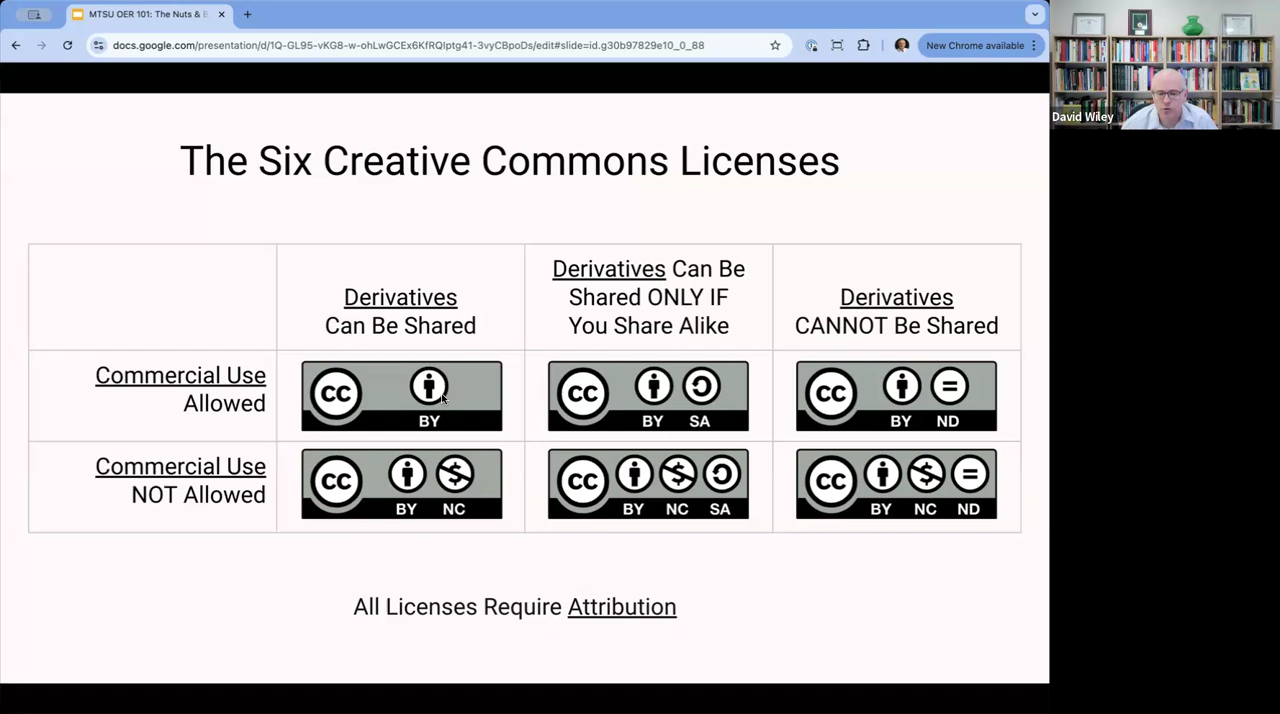 MTSU OER 101: The Nuts & B
docs.google.com/presentation/d/1Q-GL95-vKG8-w-ohLwGCEx6KfRQIptg41-3vyCBpoDs/edit#slide=id.g30b97829e10_0_88
New Chrome available
David Wiley
The Six Creative Commons Licenses
Derivatives
Can Be Shared
Derivatives Can Be
Shared ONLY IF
You Share Alike
Derivatives
CANNOT Be Shared
Commercial Use
Allowed
CC BY
CC BY SA
CC BY ND
Commercial Use
NOT Allowed
CC BY NC
CC BY NC SA
CC BY NC ND
All Licenses Require Attribution